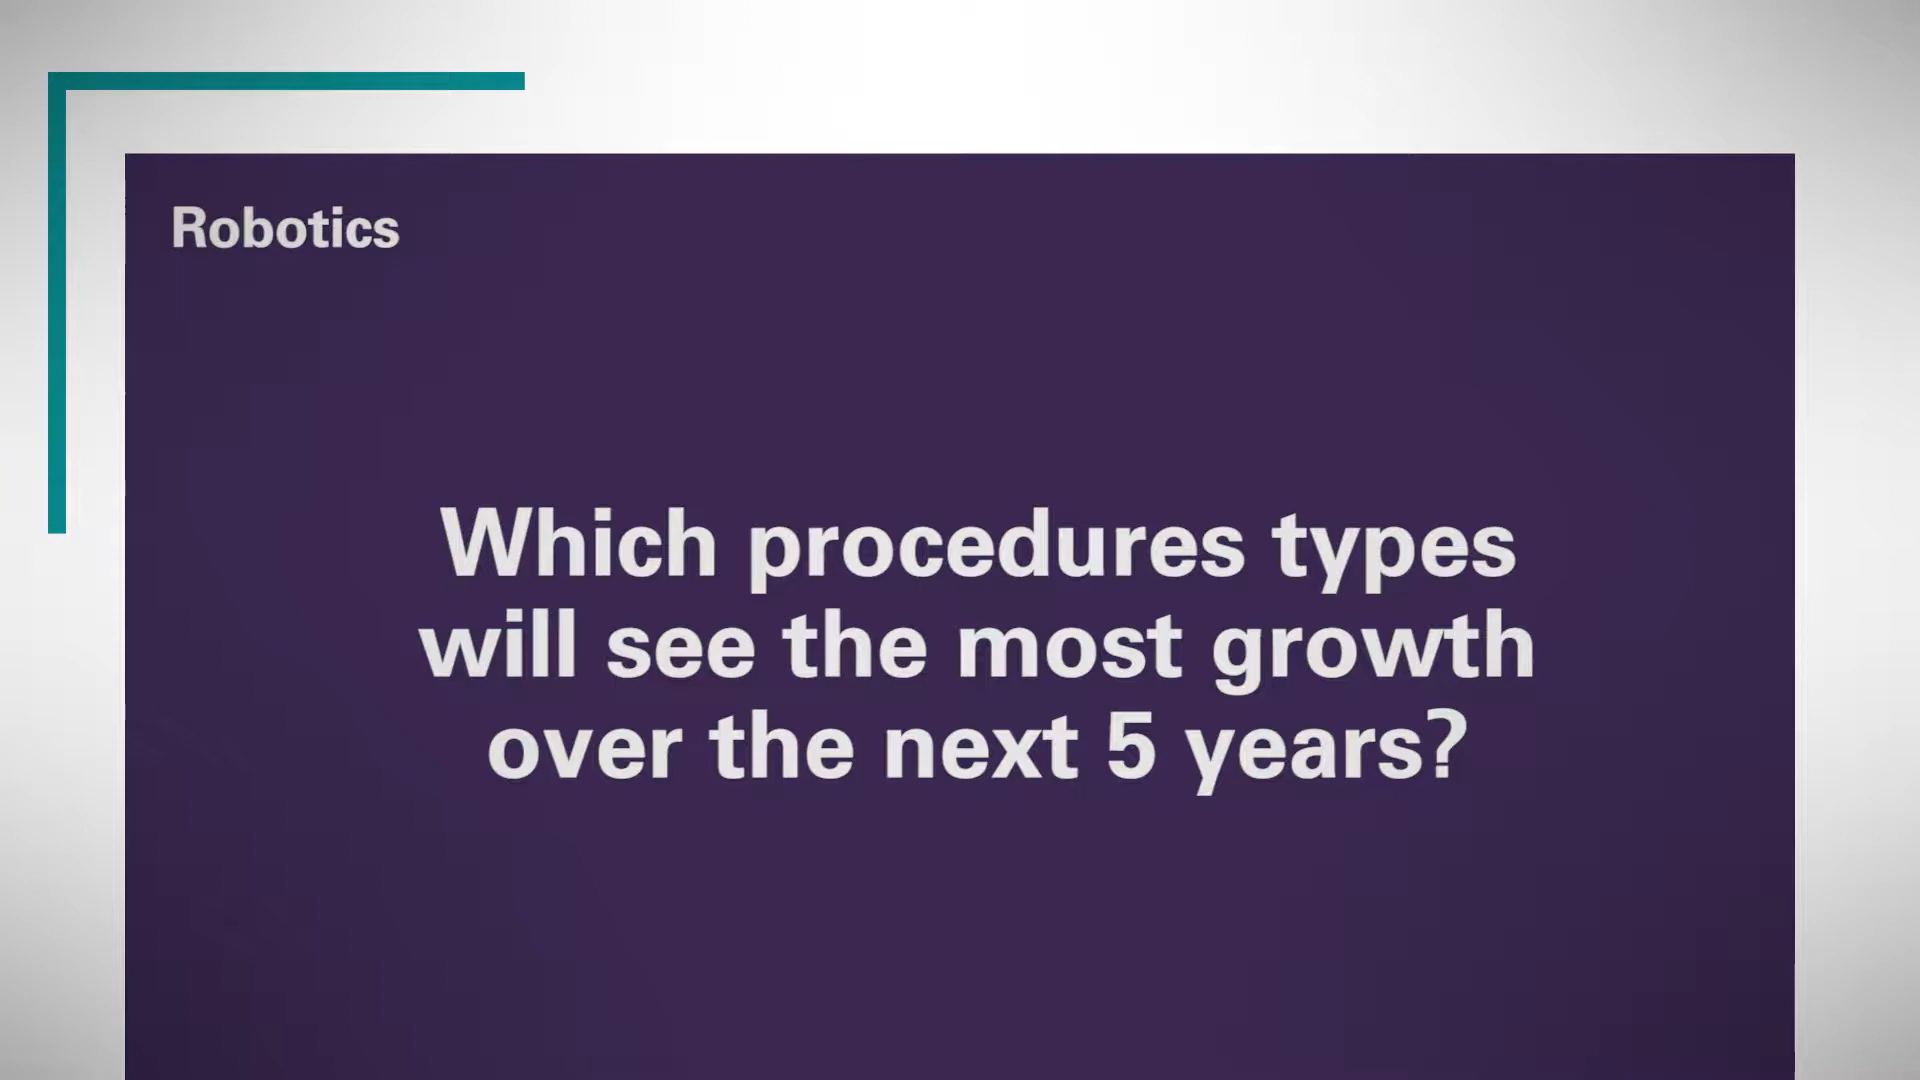 Robotics
Which procedures types
will see the most growth
over the next 5 years?